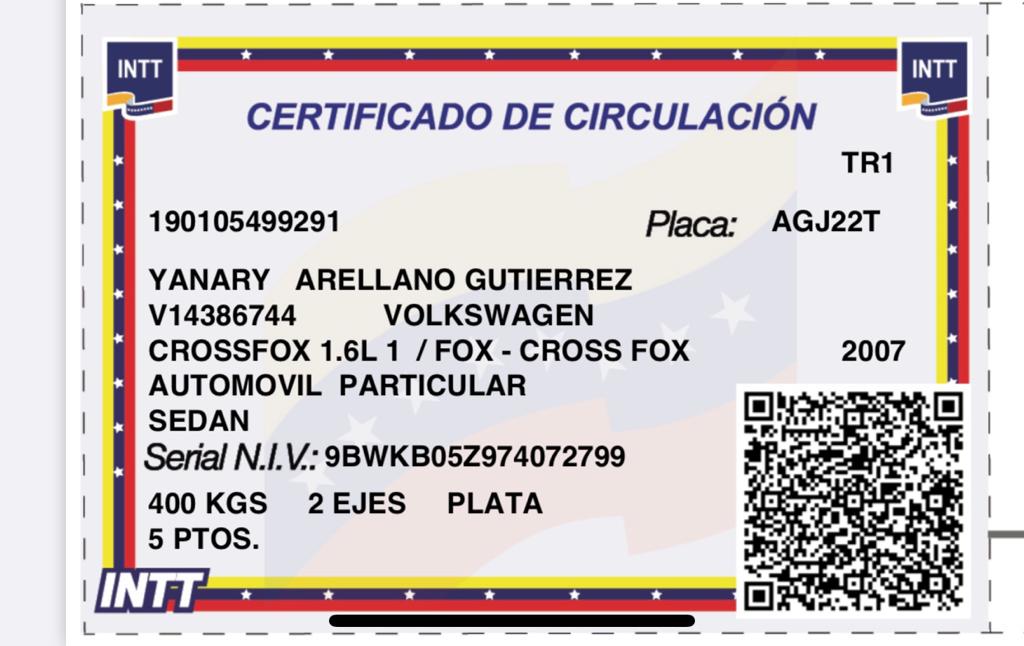 INTT
INTT
CERTIFICADO DE CIRCULACIÓN
TR1
190105499291 Placa: AGJ22T
YANARY ARELLANO GUTIERREZ
V14386744 VOLKSWAGEN
CROSSFOX 1.6L 1 / FOX - CROSS FOX 2007
AUTOMOVIL PARTICULAR
SEDAN
Serial N.I.V.: 9BWKB05Z974072799
400 KGS 2 EJES PLATA
5 PTOS.
INTT